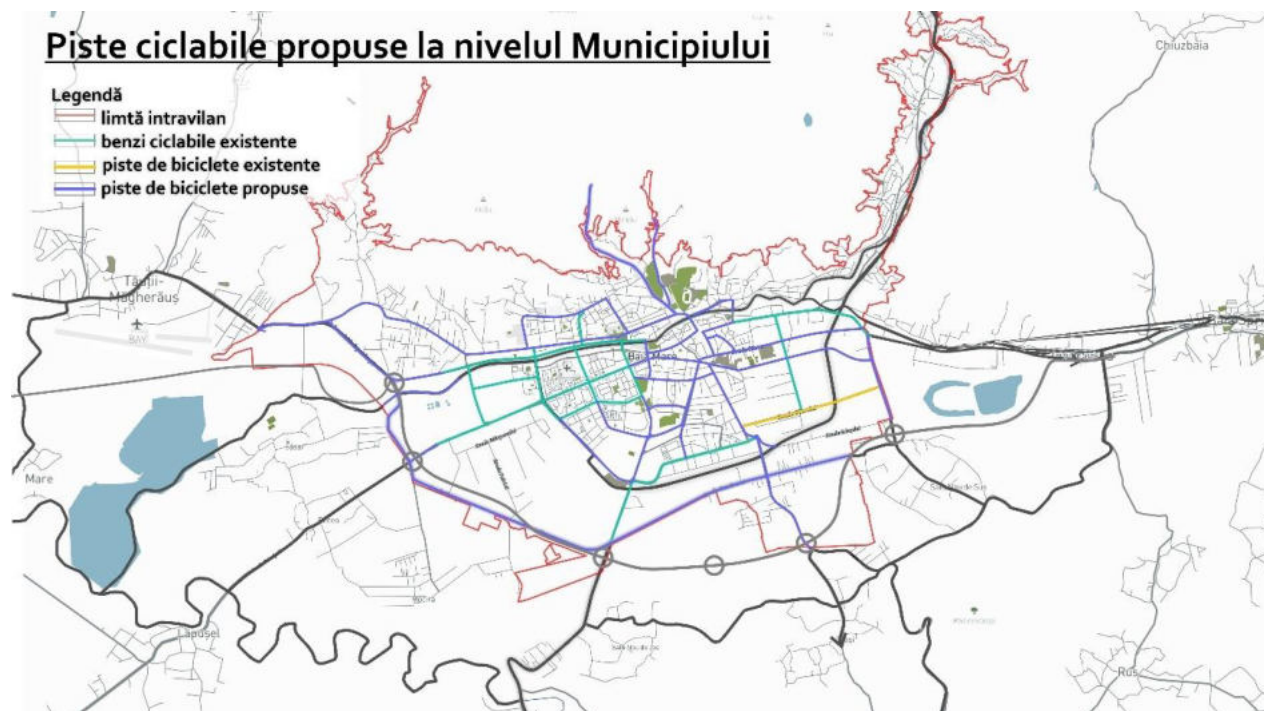 Piste ciclabile propuse la nivelul Municipiului
Legendă
limtă intravilan
benzi ciclabile existente
piste de biciclete existente
piste de biciclete propuse
Chiuzbaia
Tăuții-
Măgherăuș
BAY
Baia Mare
Mare
Lăpușel
Rus